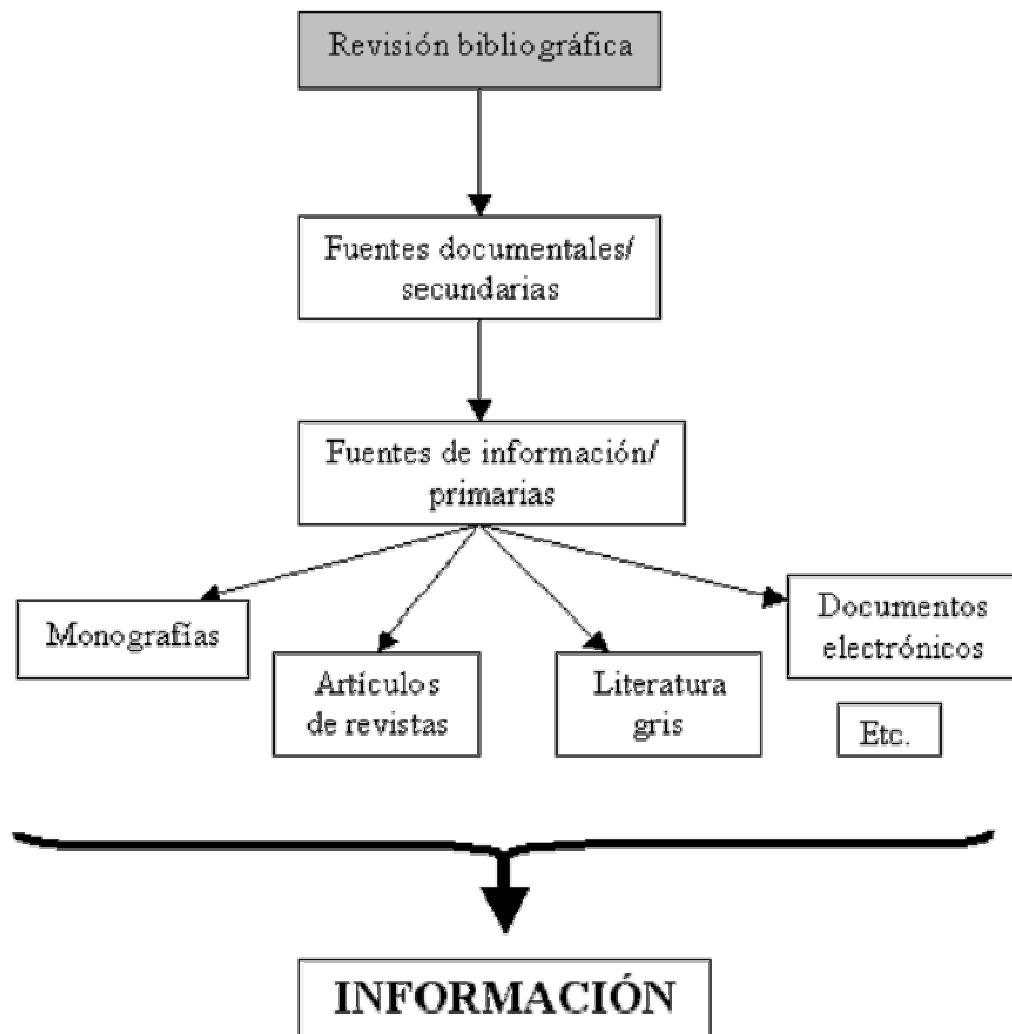 Revisión bibliográfica
Fuentes documentales/
secundarias
Fuentes de información/
primarias
Monografías
Artículos
de revistas
Literatura
gris
Documentos
electrónicos
Etc.
INFORMACIÓN